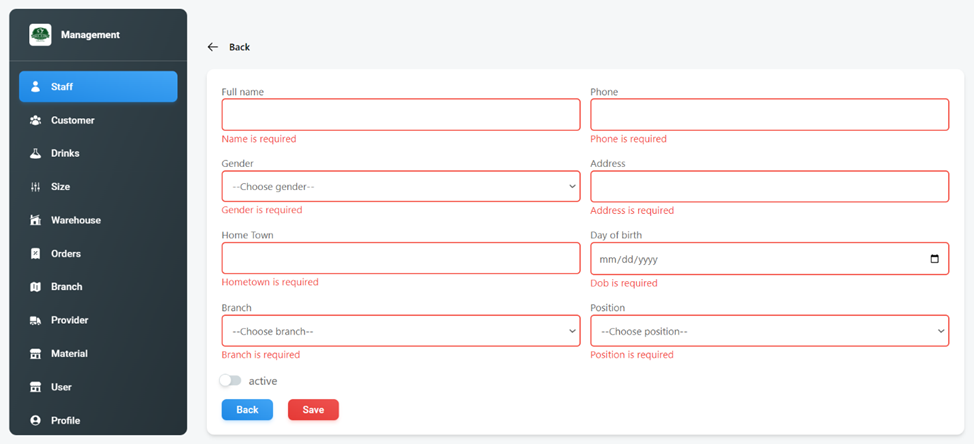 Management
Staff
Customer
Drinks
Size
Warehouse
Orders
Branch
Provider
Material
User
Profile
Back
Full name
Phone
Name is required
Phone is required
Gender
Address
--Choose gender--
Gender is required
Address is required
Home Town
Day of birth
mm/dd/yyyy
Hometown is required
Dob is required
Branch
Position
--Choose branch--
--Choose position--
Branch is required
Position is required
active
Back
Save